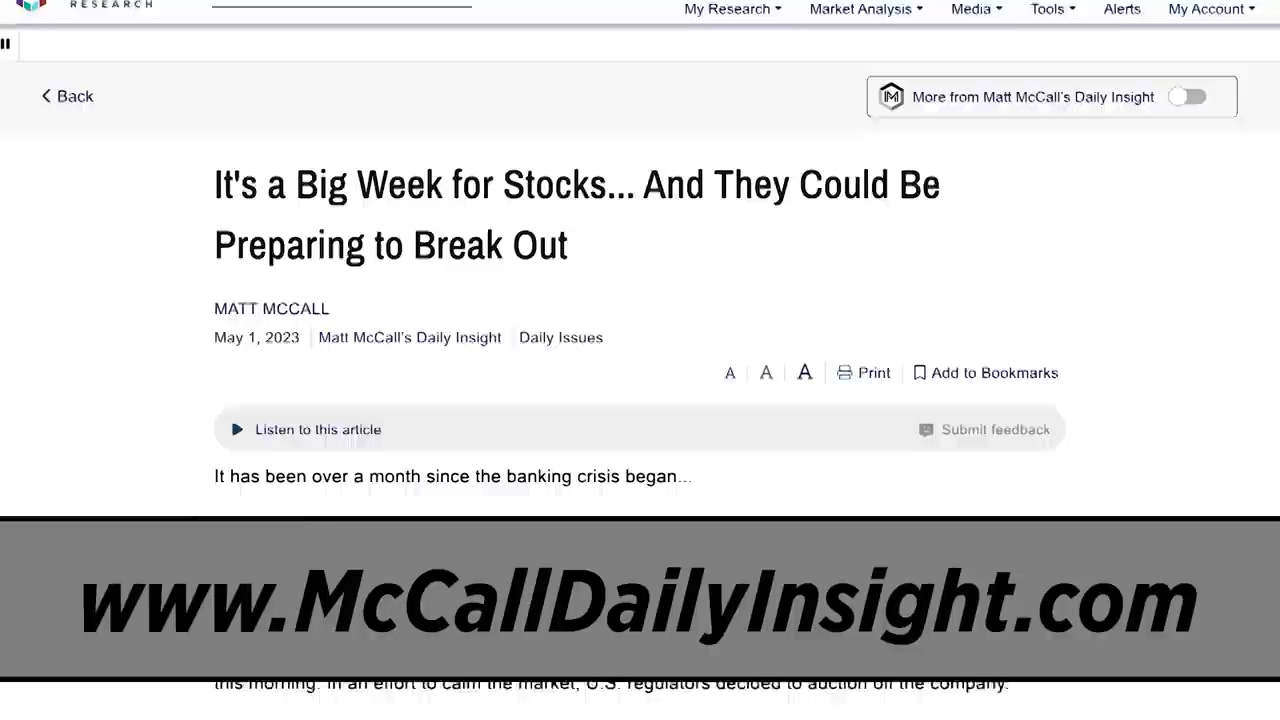 RESEARCH
My Research Market Analysis Media Tools Alerts My Account
Back
More from Matt McCall's Daily Insight
It's a Big Week for Stocks... And They Could Be
Preparing to Break Out
MATT MCCALL
May 1, 2023 Matt McCall's Daily Insight Daily Issues
A A A Print Add to Bookmarks
Listen to this article Submit feedback
It has been over a month since the banking crisis began...
www.McCallDailyInsight.com
this morning. In an effort to calm the market, U.S. regulators decided to auction off the company.